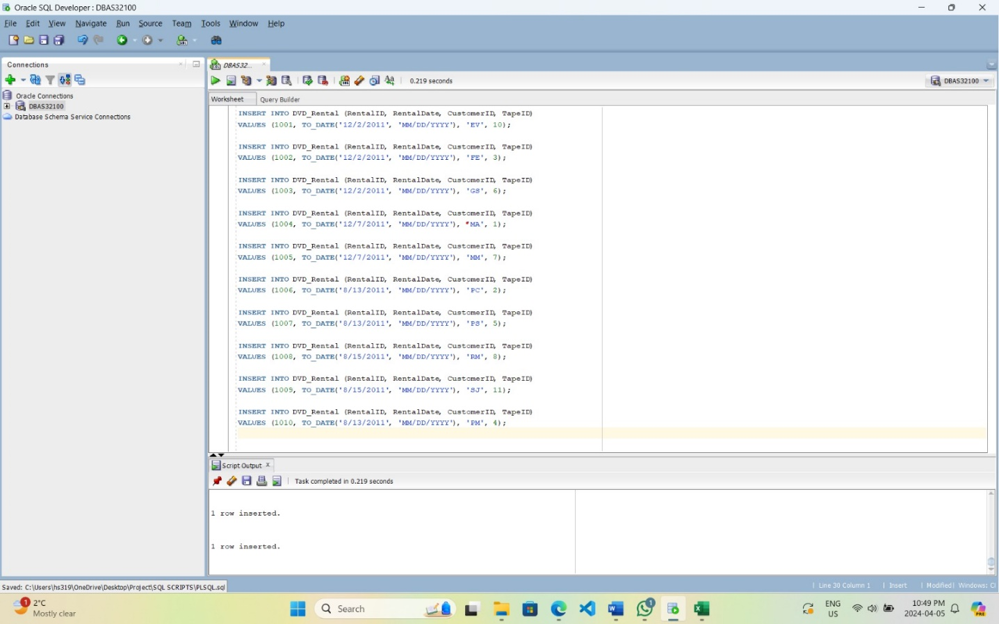 Oracle SQL Developer : DBAS32100
File Edit View Navigate Run Source Team Tools Window Help
Connections
Oracle Connections
DBAS32100
Database Schema Service Connections
DBAS32...
0.219 seconds
DBAS32100
Worksheet Query Builder
INSERT INTO DVD_Rental (RentalID, RentalDate, CustomerID, TapeID)
VALUES (1001, TO_DATE('12/2/2011', 'MM/DD/YYYY'), 'EV', 10);
INSERT INTO DVD_Rental (RentalID, RentalDate, CustomerID, TapeID)
VALUES (1002, TO_DATE('12/2/2011', 'MM/DD/YYYY'), 'FE', 3);
INSERT INTO DVD_Rental (RentalID, RentalDate, CustomerID, TapeID)
VALUES (1003, TO_DATE('12/2/2011', 'MM/DD/YYYY'), 'GS', 6);
INSERT INTO DVD_Rental (RentalID, RentalDate, CustomerID, TapeID)
VALUES (1004, TO_DATE('12/7/2011', 'MM/DD/YYYY'), 'MA', 1);
INSERT INTO DVD_Rental (RentalID, RentalDate, CustomerID, TapeID)
VALUES (1005, TO_DATE('12/7/2011', 'MM/DD/YYYY'), 'MM', 7);
INSERT INTO DVD_Rental (RentalID, RentalDate, CustomerID, TapeID)
VALUES (1006, TO_DATE('8/13/2011', 'MM/DD/YYYY'), 'PC', 2);
INSERT INTO DVD_Rental (RentalID, RentalDate, CustomerID, TapeID)
VALUES (1007, TO_DATE('8/13/2011', 'MM/DD/YYYY'), 'PS', 5);
INSERT INTO DVD_Rental (RentalID, RentalDate, CustomerID, TapeID)
VALUES (1008, TO_DATE('8/15/2011', 'MM/DD/YYYY'), 'RM', 8);
INSERT INTO DVD_Rental (RentalID, RentalDate, CustomerID, TapeID)
VALUES (1009, TO_DATE('8/15/2011', 'MM/DD/YYYY'), 'SJ', 11);
INSERT INTO DVD_Rental (RentalID, RentalDate, CustomerID, TapeID)
VALUES (1010, TO_DATE('8/13/2011', 'MM/DD/YYYY'), 'PM', 4);
Script Output x
Task completed in 0.219 seconds
1 row inserted.
1 row inserted.
Saved: C:\Users\hs319\OneDrive\Desktop\Project\SQL SCRIPTS\PLSQL.sql
Line 30 Column 1 | Insert | Modified | Windows: Cl
1
2°C
Mostly clear
Search
1
ENG
US
10:49 PM
2024-04-05
PRE